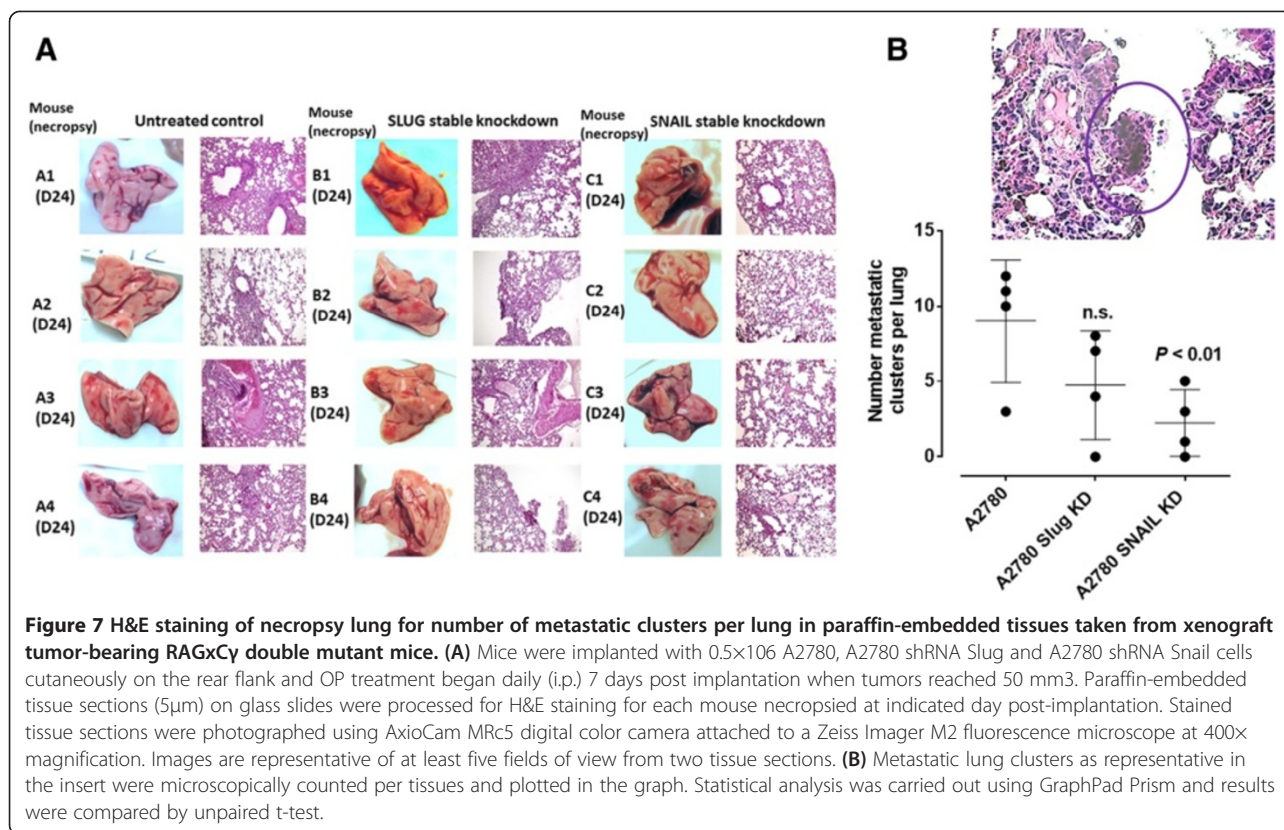 A
B
Mouse (necropsy)
Untreated control
Mouse (necropsy)
SLUG stable knockdown
Mouse (necropsy)
SNAIL stable knockdown
A1 (D24)
B1 (D24)
C1 (D24)
A2 (D24)
B2 (D24)
C2 (D24)
A3 (D24)
B3 (D24)
C3 (D24)
A4 (D24)
B4 (D24)
C4 (D24)
Number metastatic
clusters per lung
15
10
5
0
n.s.
P < 0.01
A2780
A2780 Slug KD
A2780 SNAIL KD
Figure 7 H&E staining of necropsy lung for number of metastatic clusters per lung in paraffin-embedded tissues taken from xenograft
tumor-bearing RAGxCγ double mutant mice. (A) Mice were implanted with 0.5×106 A2780, A2780 shRNA Slug and A2780 shRNA Snail cells
cutaneously on the rear flank and OP treatment began daily (i.p.) 7 days post implantation when tumors reached 50 mm3. Paraffin-embedded
tissue sections (5μm) on glass slides were processed for H&E staining for each mouse necropsied at indicated day post-implantation. Stained
tissue sections were photographed using AxioCam MRc5 digital color camera attached to a Zeiss Imager M2 fluorescence microscope at 400×
magnification. Images are representative of at least five fields of view from two tissue sections. (B) Metastatic lung clusters as representative in
the insert were microscopically counted per tissues and plotted in the graph. Statistical analysis was carried out using GraphPad Prism and results
were compared by unpaired t-test.